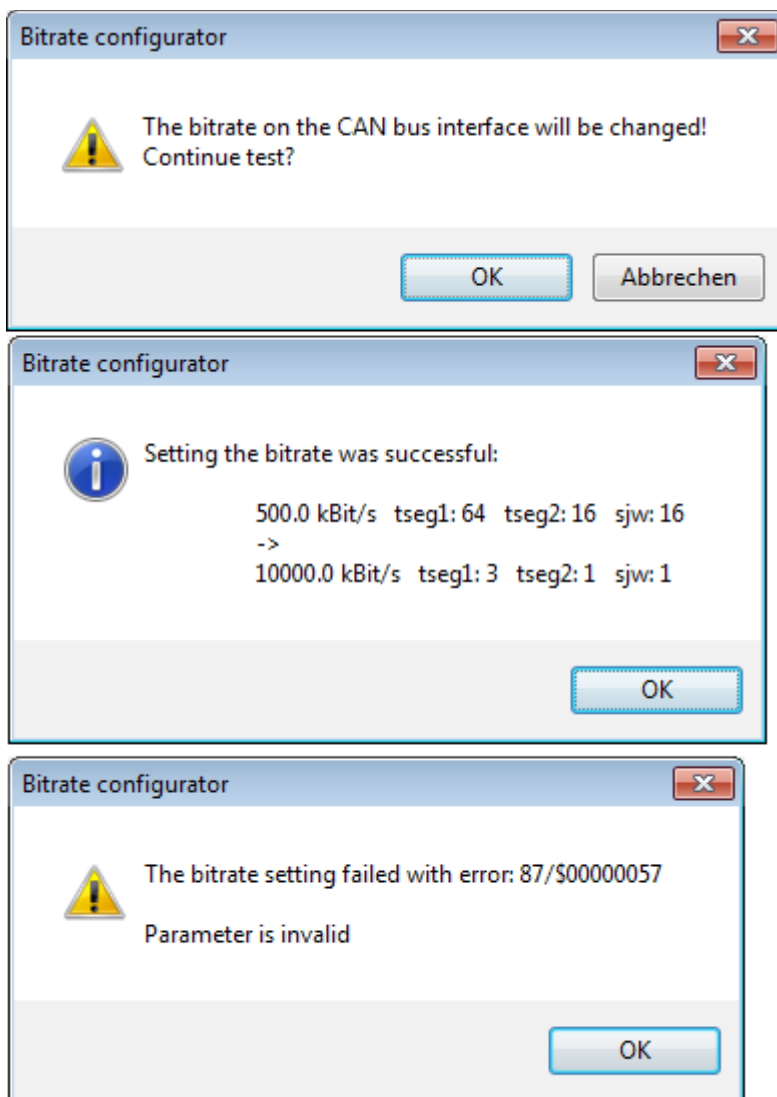 Bitrate configurator
The bitrate on the CAN bus interface will be changed!
Continue test?
OK Abbrechen
Bitrate configurator
Setting the bitrate was successful:
500.0 kBit/s tseg1: 64 tseg2: 16 sjw: 16
->
10000.0 kBit/s tseg1: 3 tseg2: 1 sjw: 1
OK
Bitrate configurator
The bitrate setting failed with error: 87/$00000057
Parameter is invalid
OK